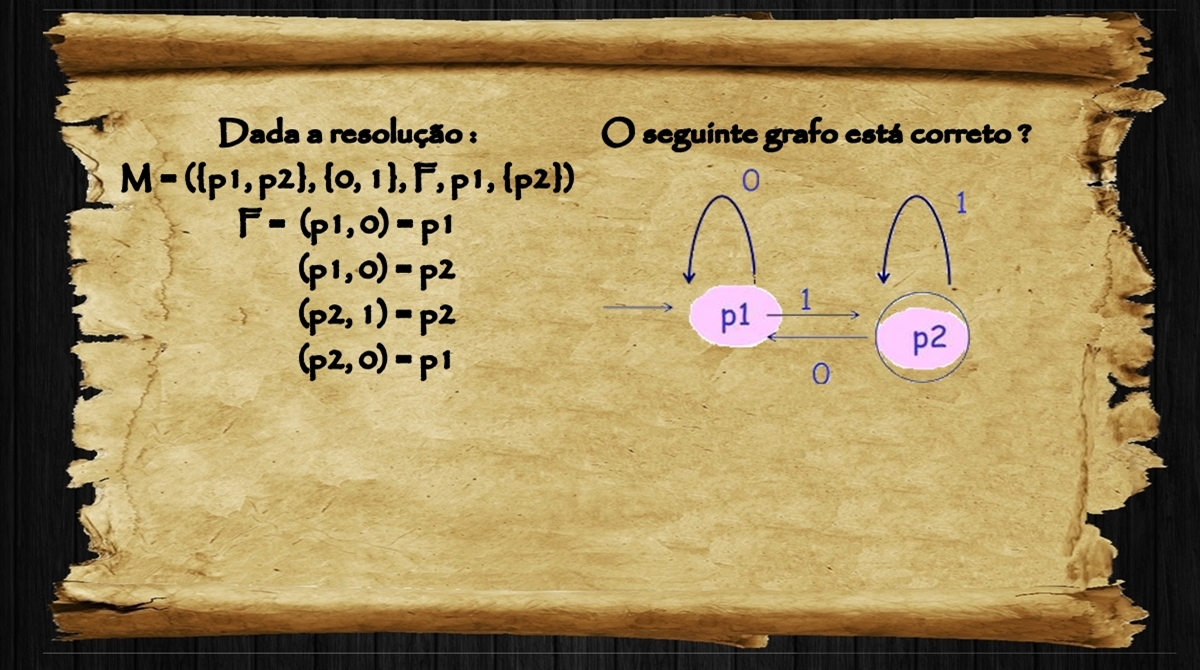 Dada a resolução :
M = ({p1, p2}, {0, 1}, F, p1, {p2})
F = (p1, 0) = p1
(p1, 0) = p2
(p2, 1) = p2
(p2, 0) = p1
O seguinte grafo está correto ?
0
1
p1
1
p2
0